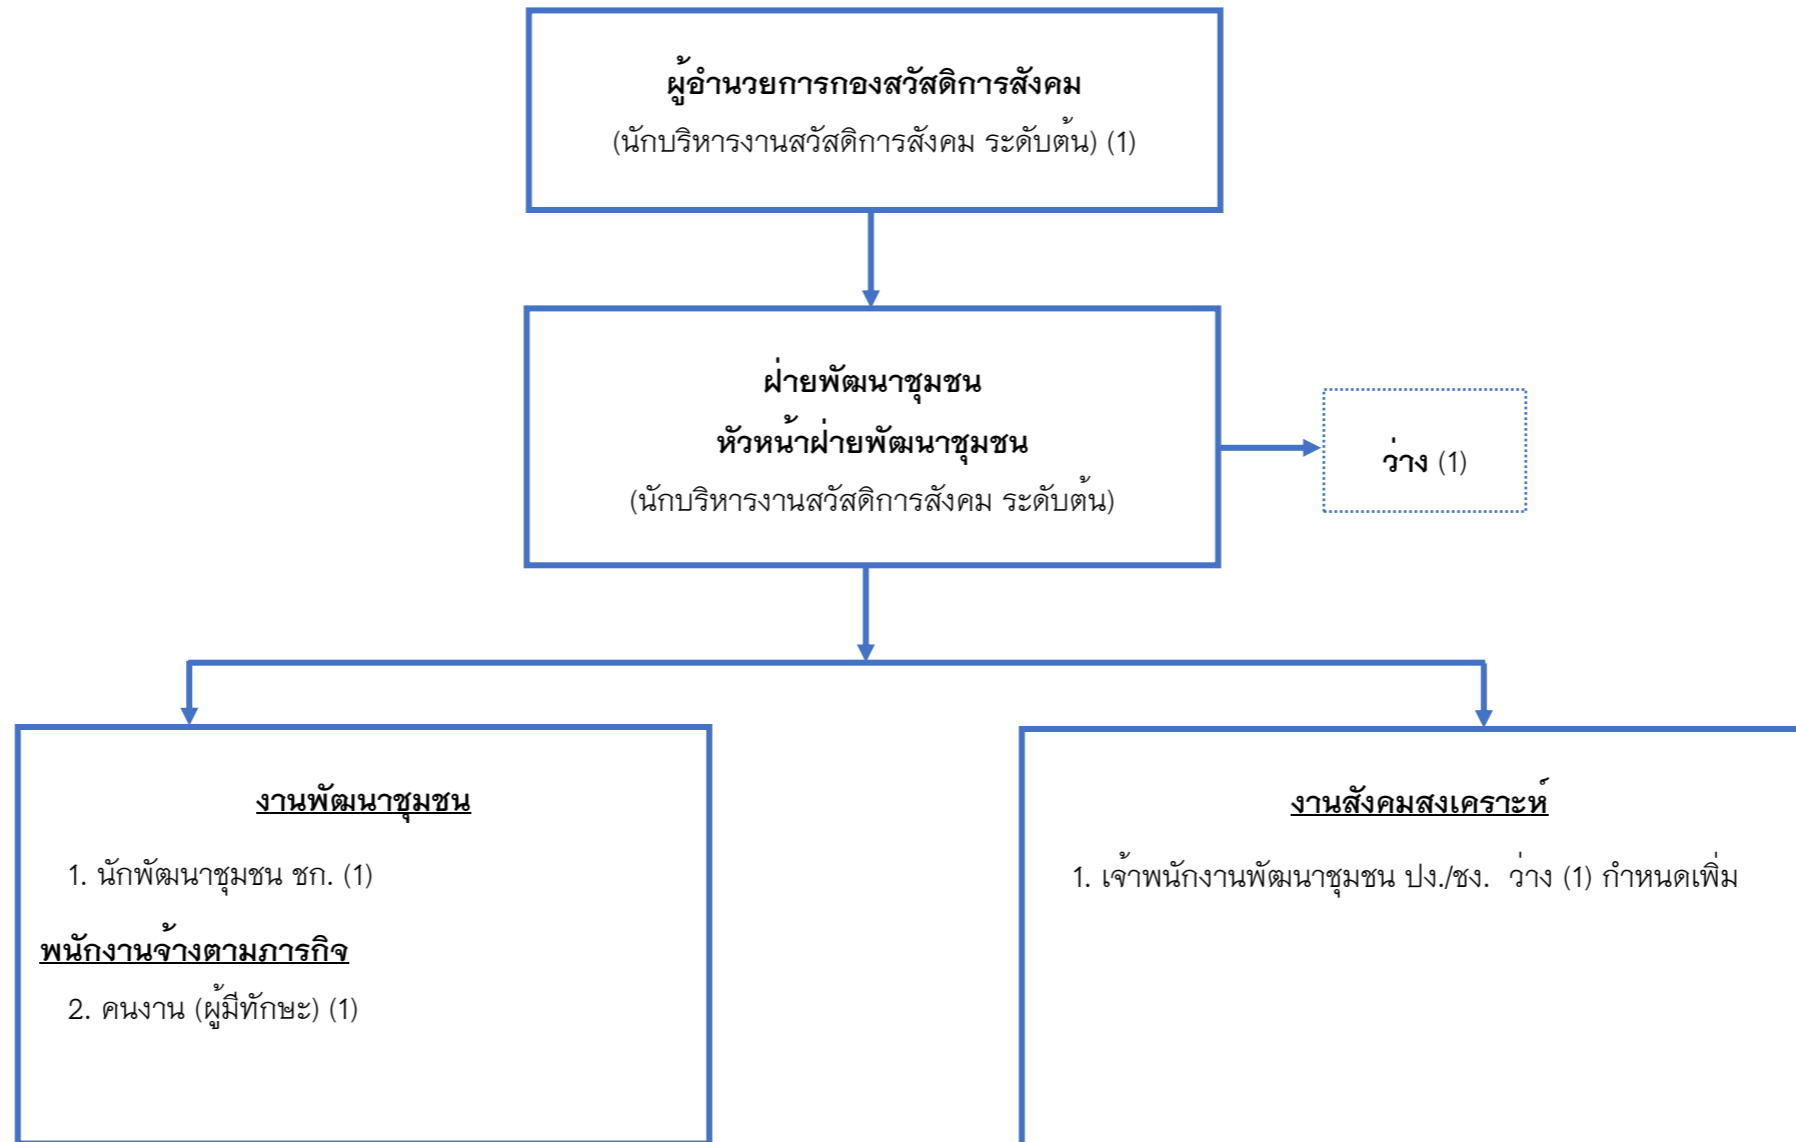 ผู้อำนวยการกองสวัสดิการสังคม
(นักบริหารงานสวัสดิการสังคม ระดับต้น) (1)
ฝ่ายพัฒนาชุมชน
หัวหน้าฝ่ายพัฒนาชุมชน
(นักบริหารงานสวัสดิการสังคม ระดับต้น)
ว่าง (1)
งานพัฒนาชุมชน
1. นักพัฒนาชุมชน ชก. (1)
พนักงานจ้างตามภารกิจ
2. คนงาน (ผู้มีทักษะ) (1)
งานสังคมสงเคราะห์
1. เจ้าพนักงานพัฒนาชุมชน ปง./ชง. ว่าง (1) กำหนดเพิ่ม